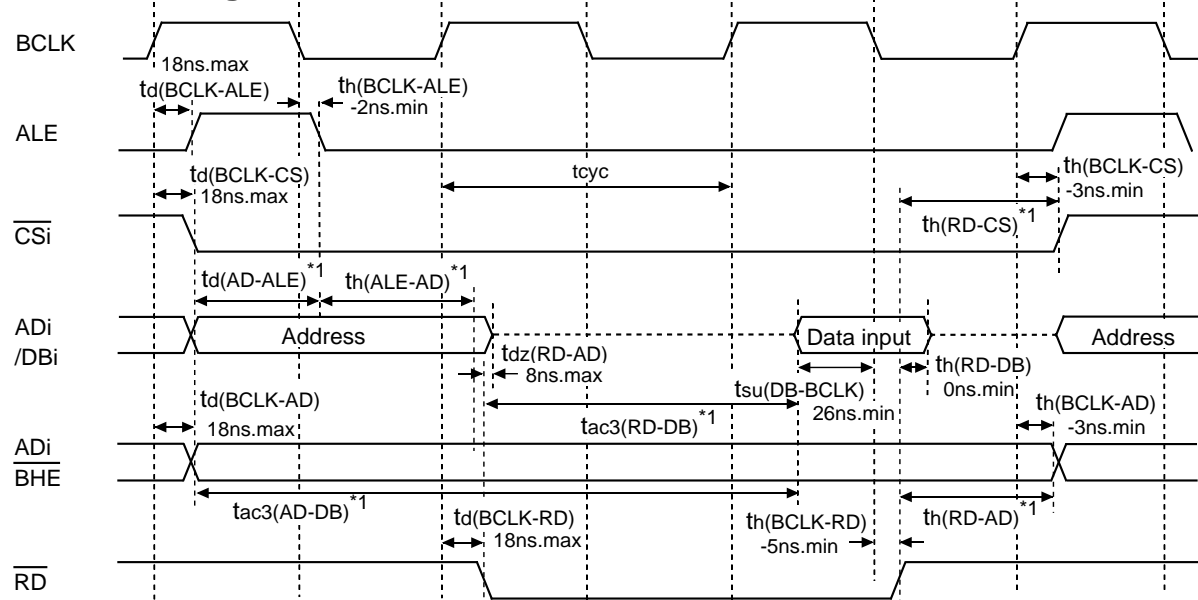 BCLK
18ns.max
td(BCLK-ALE)
th(BCLK-ALE)
-2ns.min
ALE
td(BCLK-CS)
18ns.max
tcyc
th(BCLK-CS)
-3ns.min
CSi
th(RD-CS)*1
td(AD-ALE)*1
th(ALE-AD)*1
ADi
/DBi
Address
Data input
Address
tdz(RD-AD)
8ns.max
th(RD-DB)
0ns.min
tsu(DB-BCLK)
26ns.min
td(BCLK-AD)
18ns.max
tac3(RD-DB)*1
th(BCLK-AD)
-3ns.min
ADi
BHE
tac3(AD-DB)*1
td(BCLK-RD)
18ns.max
th(BCLK-RD)
-5ns.min
th(RD-AD)*1
RD